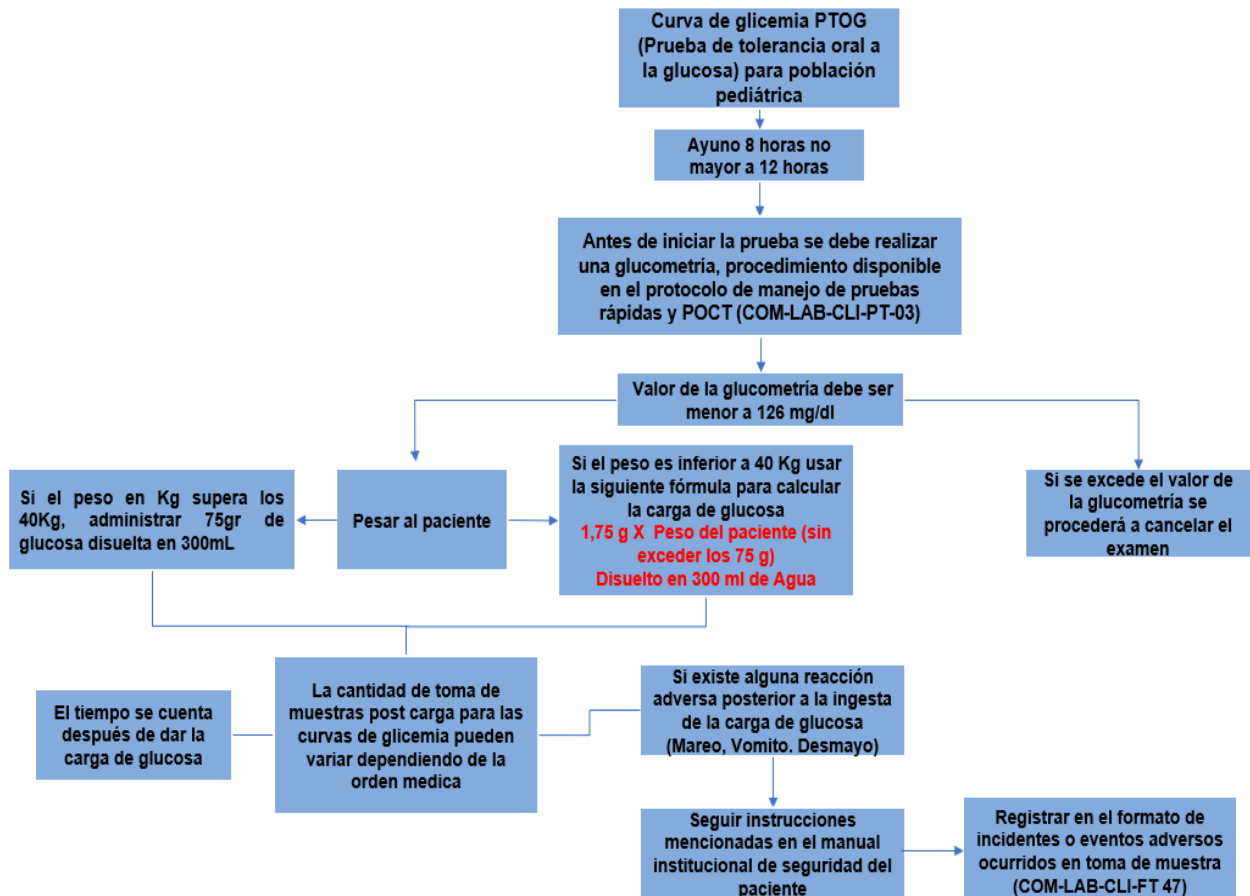 Curva de glicemia PTOG
(Prueba de tolerancia oral a
la glucosa) para población
pediátrica
Ayuno 8 horas no
mayor a 12 horas
Antes de iniciar la prueba se debe realizar
una glucometría, procedimiento disponible
en el protocolo de manejo de pruebas
rápidas y POCT (COM-LAB-CLI-PT-03)
Valor de la glucometría debe ser
menor a 126 mg/dl
Si el peso en Kg supera los
40Kg, administrar 75gr de
glucosa disuelta en 300mL
Pesar al paciente
Si el peso es inferior a 40 Kg usar
la siguiente fórmula para calcular
la carga de glucosa
1,75 g X Peso del paciente (sin
exceder los 75 g)
Disuelto en 300 ml de Agua
Si se excede el valor de
la glucometría se
procederá a cancelar el
examen
El tiempo se cuenta
después de dar la
carga de glucosa
La cantidad de toma de
muestras post carga para las
curvas de glicemia pueden
variar dependiendo de la
orden medica
Si existe alguna reacción
adversa posterior a la ingesta
de la carga de glucosa
(Mareo, Vomito. Desmayo)
Seguir instrucciones
mencionadas en el manual
institucional de seguridad del
paciente
Registrar en el formato de
incidentes o eventos adversos
ocurridos en toma de muestra
(COM-LAB-CLI-FT 47)